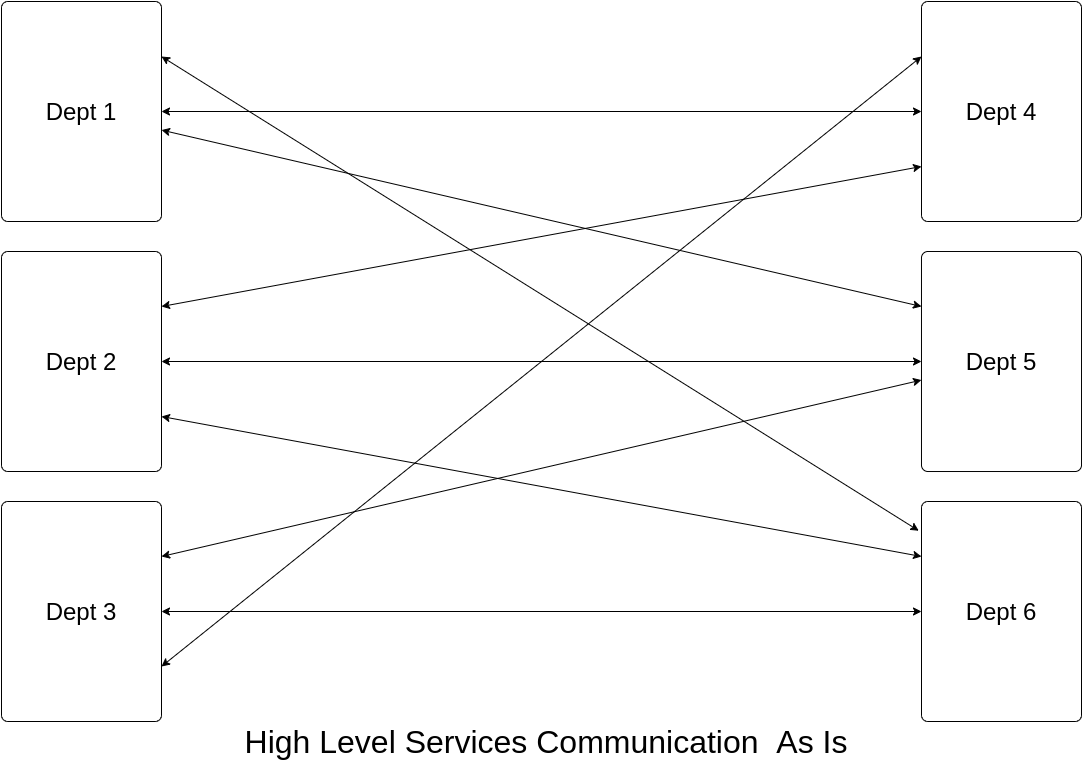 Dept 1
Dept 4
Dept 2
Dept 5
Dept 3
Dept 6
High Level Services Communication  As Is